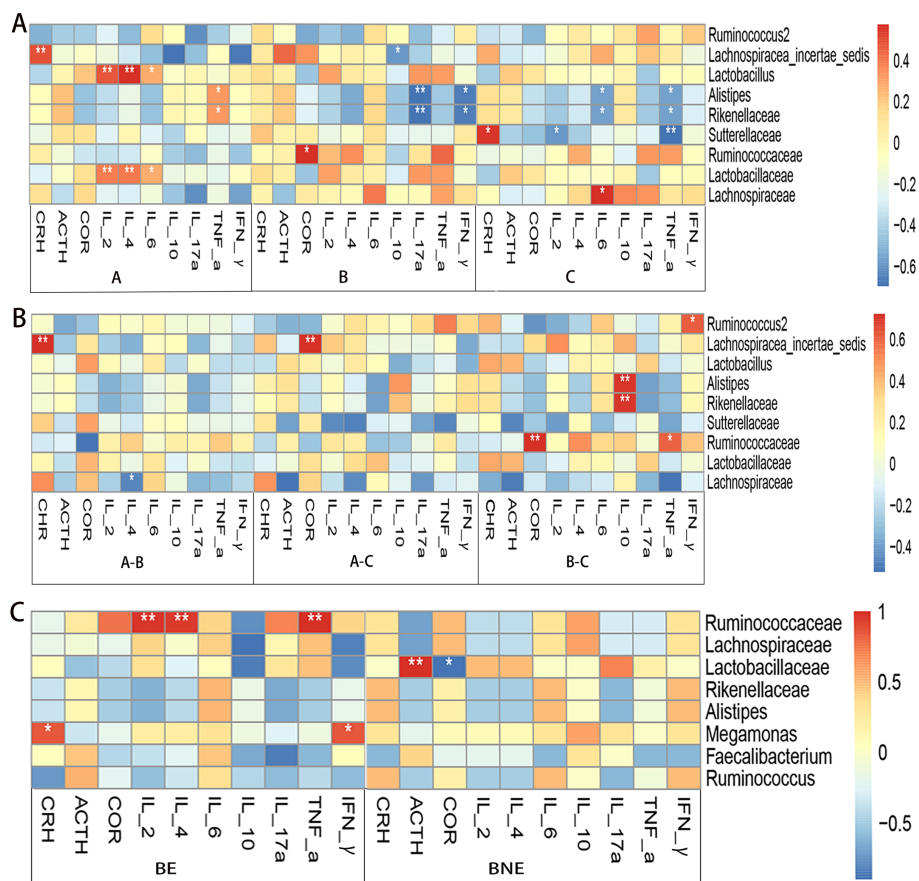 A
Ruminococcus2
Lachnospiracea_incertae_sedis
Lactobacillus
Alistipes
Rikenellaceae
Sutterellaceae
Ruminococcaceae
Lactobacillaceae
Lachnospiraceae
** * ** ** * * * ** * * * ** * * * * * ** * ** ** * *
0.4
0.2
0
−0.2
−0.4
−0.6
CRH ACTH COR IL_2 IL_4 IL_6 IL_10 IL_17a TNF_a IFN_γ CRH ACTH COR IL_2 IL_4 IL_6 IL_10 IL_17a TNF_a IFN_γ CRH ACTH COR IL_2 IL_4 IL_6 IL_10 IL_17a TNF_a IFN_γ
A B C
B
Ruminococcus2
Lachnospiracea_incertae_sedis
Lactobacillus
Alistipes
Rikenellaceae
Sutterellaceae
Ruminococcaceae
Lactobacillaceae
Lachnospiraceae
* ** ** ** ** ** * *
0.6
0.4
0.2
0
−0.2
−0.4
CHR ACTH COR IL_2 IL_4 IL_6 IL_10 IL_17a TNF_a IFN_γ CHR ACTH COR IL_2 IL_4 IL_6 IL_10 IL_17a TNF_a IFN_γ CHR ACTH COR IL_2 IL_4 IL_6 IL_10 IL_17a TNF_a IFN_γ
A-B A-C B-C
C
Ruminococcaceae
Lachnospiraceae
Lactobacillaceae
Rikenellaceae
Alistipes
Megamonas
Faecalibacterium
Ruminococcus
** ** ** ** * * *
1
0.5
0
−0.5
CRH ACTH COR IL_2 IL_4 IL_6 IL_10 IL_17a TNF_a IFN_γ CRH ACTH COR IL_2 IL_4 IL_6 IL_10 IL_17a TNF_a IFN_γ
BE BNE